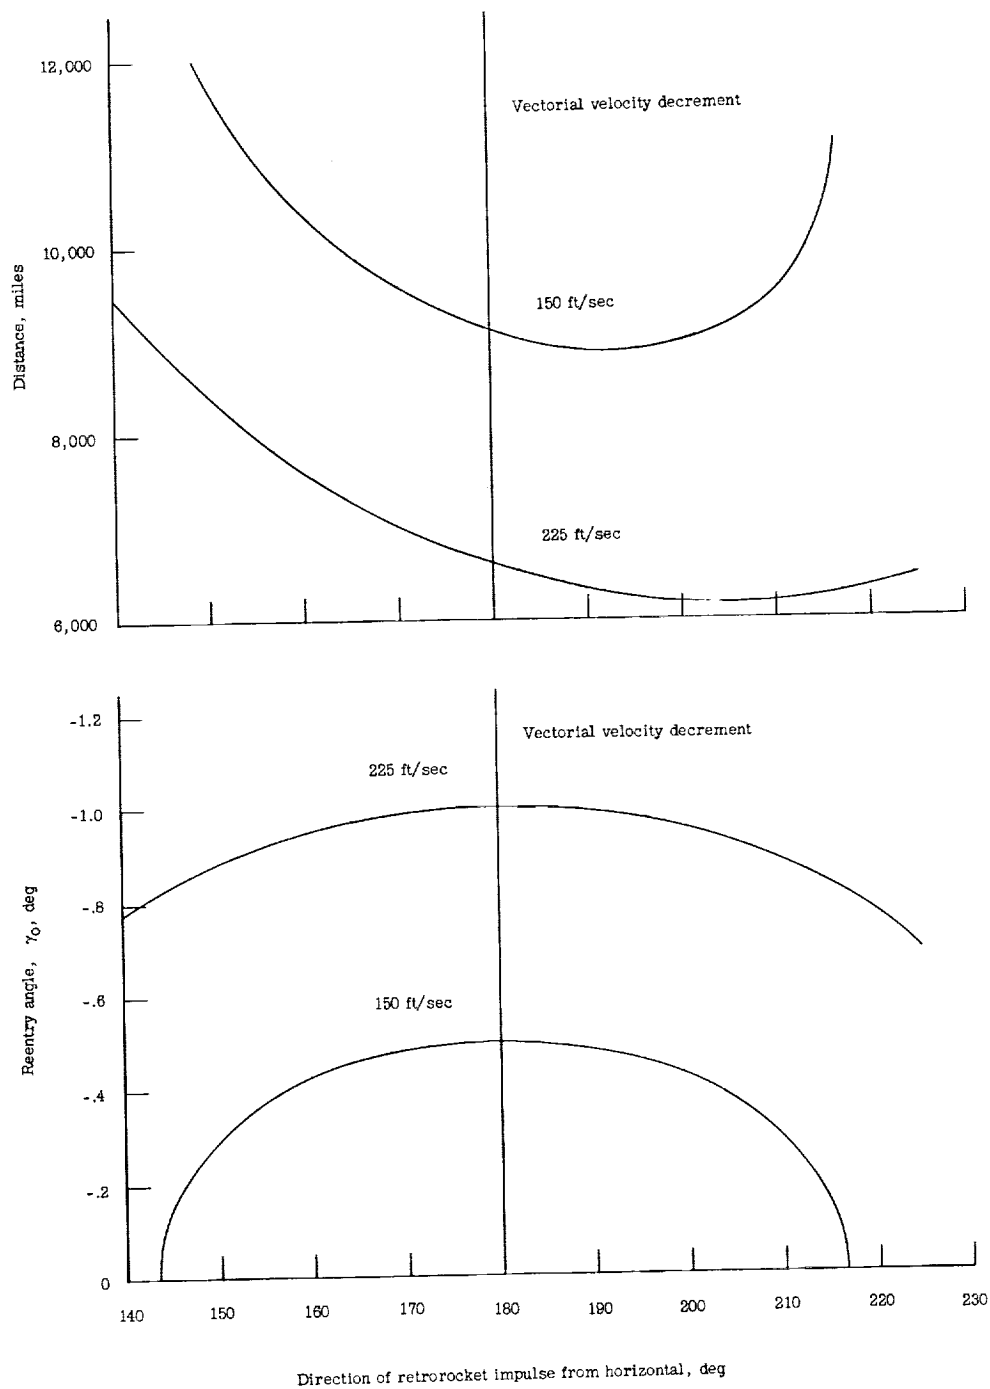 12,000
Vectorial velocity decrement
10,000
150 ft/sec
Distance, miles
8,000
225 ft/sec
6,000
-1.2
Vectorial velocity decrement
225 ft/sec
-1.0
-.8
Reentry angle, γo, deg
150 ft/sec
-.6
-.4
-.2
0
140 150 160 170 180 190 200 210 220 230
Direction of retrorocket impulse from horizontal, deg